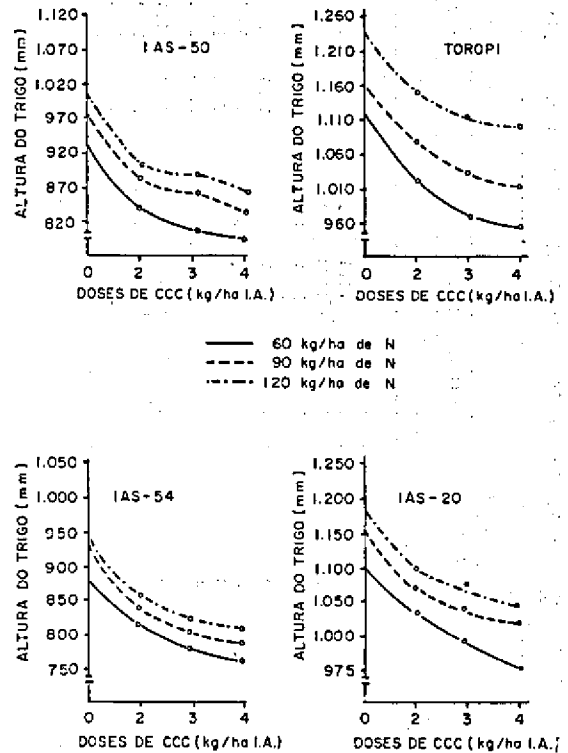 ALTURA DO TRIGO (mm)
1.120
1.070
1.020
970
920
870
820
IAS-50
0 2 3 4
DOSES DE CCC (kg/ha I.A.)
ALTURA DO TRIGO (mm)
1.260
1.210
1.160
1.110
1.060
1.010
960
TOROPI
0 2 3 4
DOSES DE CCC (kg/ha I.A.)
60 kg/ha de N
90 kg/ha de N
120 kg/ha de N
ALTURA DO TRIGO (mm)
1.050
1.000
950
900
850
800
750
IAS-54
0 2 3 4
DOSES DE CCC (kg/ha I.A.)
ALTURA DO TRIGO (mm)
1.250
1.200
1.150
1.100
1.050
1.000
975
IAS-20
0 2 3 4
DOSES DE CCC (kg/ha I.A.)